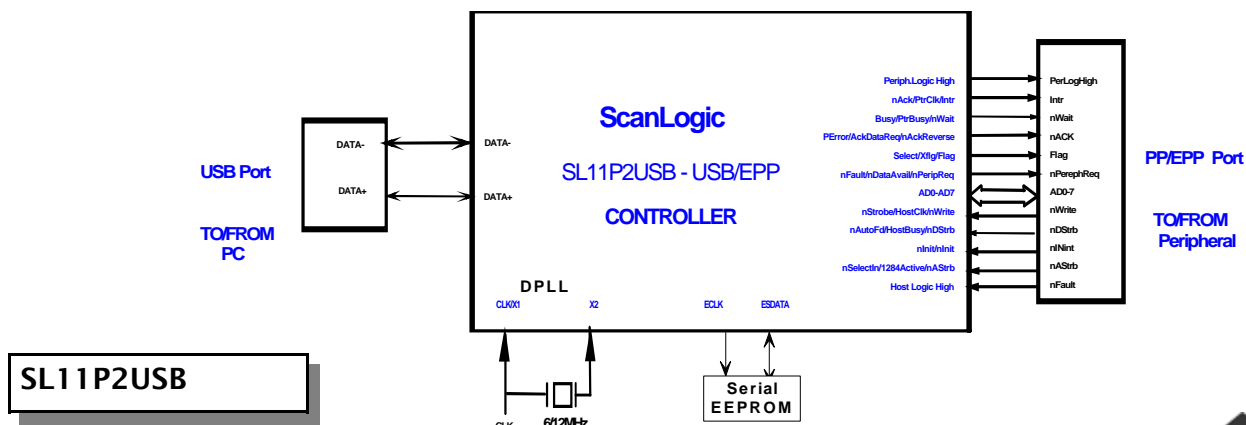 ScanLogic
SL11P2USB - USB/EPP
CONTROLLER
USB Port
TO/FROM
PC
DATA-
DATA+
DATA-
DATA+
Periph.Logic High
nAck/PtrClk/Intr
Busy/PtrBusy/nWait
PError/AckDataReq/nAckReverse
Select/Xflg/Flag
nFault/nDataAvail/nPeripReq
AD0-AD7
nStrobe/HostClk/nWrite
nAutoFd/HostBusy/nDStrb
nInit/nInit
nSelectIn/1284Active/nAStrb
Host Logic High
PerLogHigh
Intr
nWait
nACK
Flag
nPerephReq
AD0-7
nWrite
nDStrb
nINint
nAStrb
nFault
PP/EPP Port
TO/FROM
Peripheral
DPLL
CLK/X1
X2
ECLK
ESDATA
SL11P2USB
CLK
6/12MHz
Serial
EEPROM